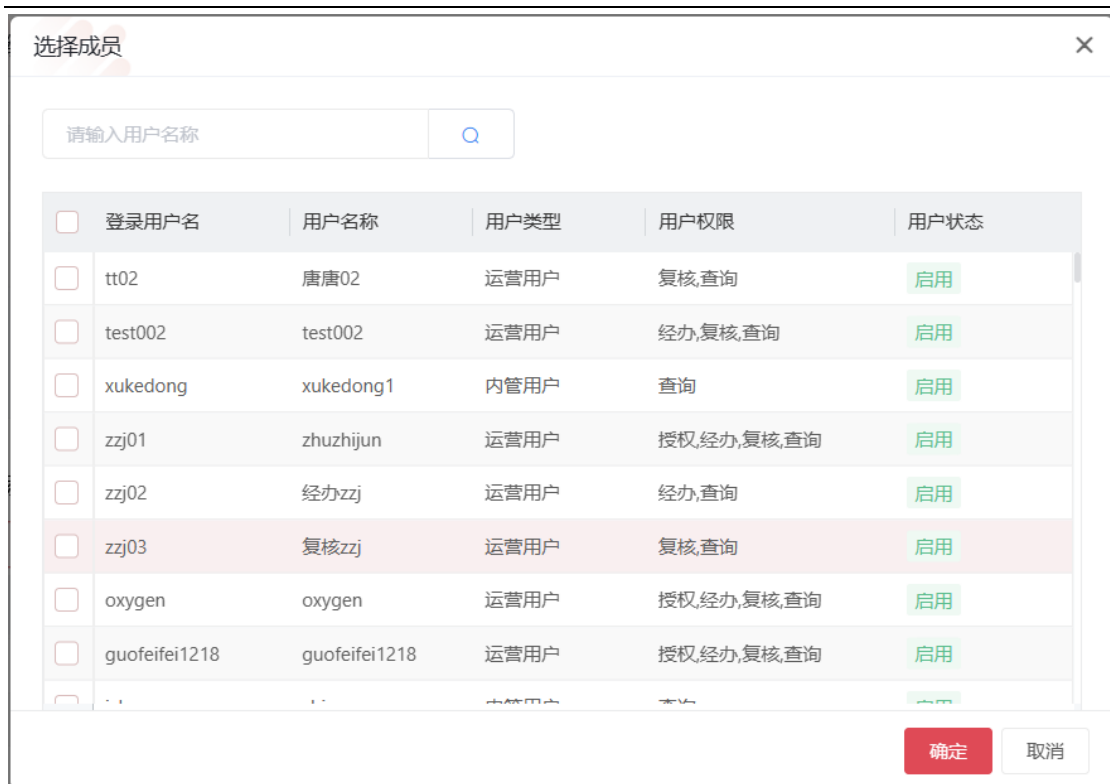 选择成员
请输入用户名称
登录用户名 用户名称 用户类型 用户权限 用户状态
tt02 唐唐02 运营用户 复核,查询 启用
test002 test002 运营用户 经办,复核,查询 启用
xukedong xukedong1 内管用户 查询 启用
zzj01 zhuzhijun 运营用户 授权,经办,复核,查询 启用
zzj02 经办zzj 运营用户 经办,查询 启用
zzj03 复核zzj 运营用户 复核,查询 启用
oxygen oxygen 运营用户 授权,经办,复核,查询 启用
guofeifei1218 guofeifei1218 运营用户 授权,经办,复核,查询 启用
内管用户 查询 启用
确定 取消